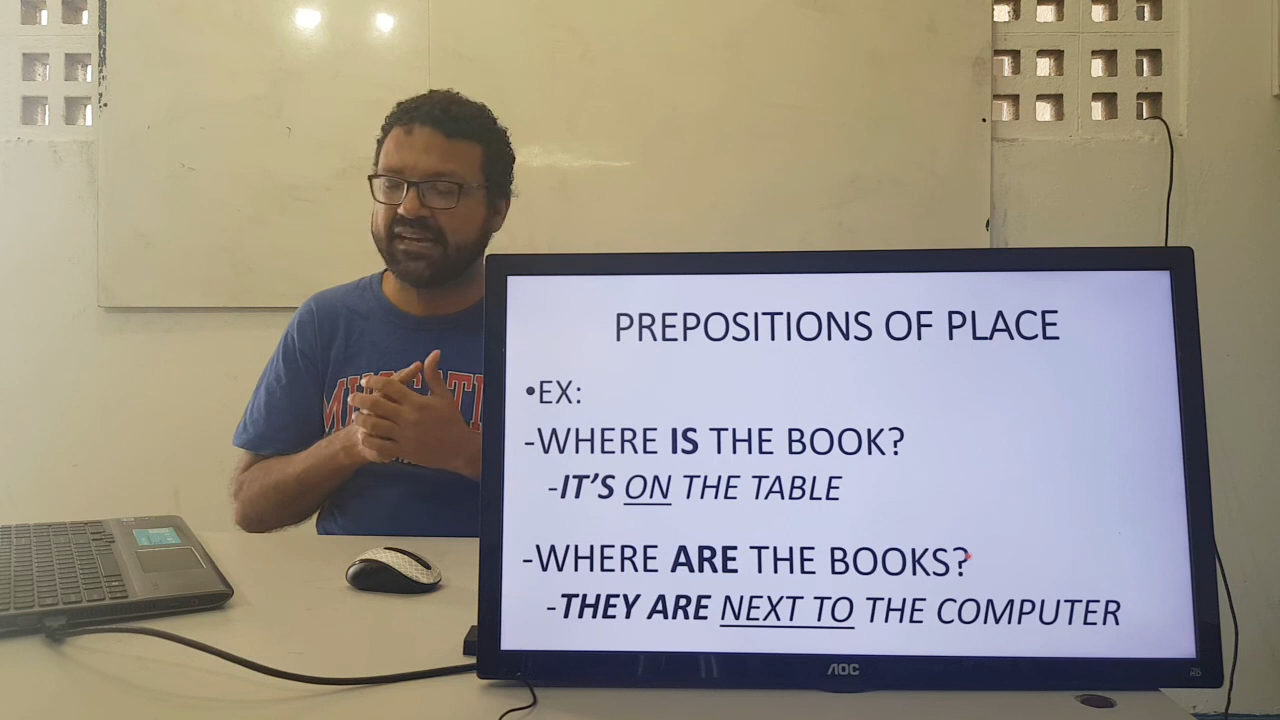 PREPOSITIONS OF PLACE
•EX:
-WHERE IS THE BOOK?
-IT'S ON THE TABLE
-WHERE ARE THE BOOKS?
-THEY ARE NEXT TO THE COMPUTER
AOC